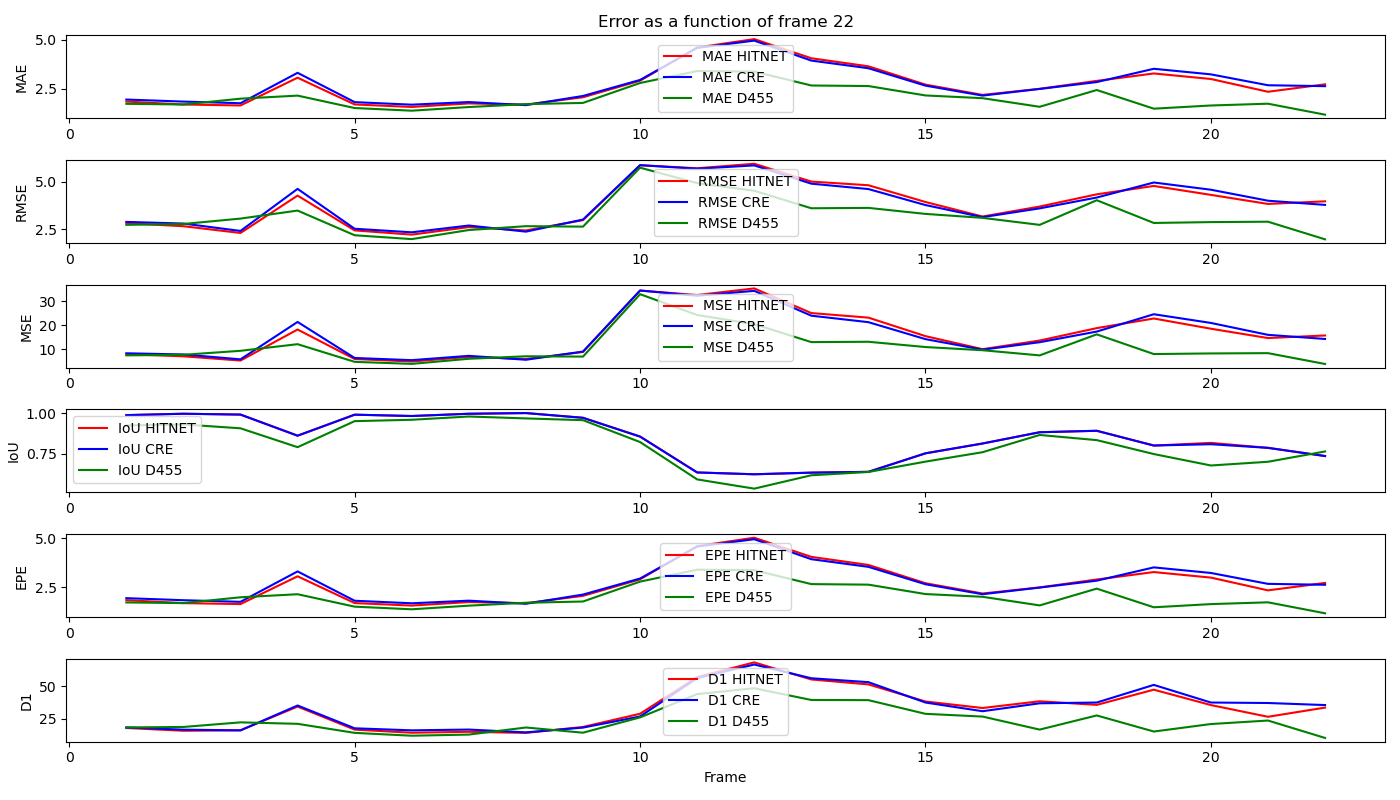 Error as a function of frame 22
MAE
5.0
2.5
MAE HITNET
MAE CRE
MAE D455
0 5 10 15 20
RMSE
5.0
2.5
RMSE HITNET
RMSE CRE
RMSE D455
0 5 10 15 20
MSE
30
20
10
MSE HITNET
MSE CRE
MSE D455
0 5 10 15 20
IoU
1.00
0.75
IoU HITNET
IoU CRE
IoU D455
0 5 10 15 20
EPE
5.0
2.5
EPE HITNET
EPE CRE
EPE D455
0 5 10 15 20
D1
50
25
D1 HITNET
D1 CRE
D1 D455
0 5 10 15 20
Frame